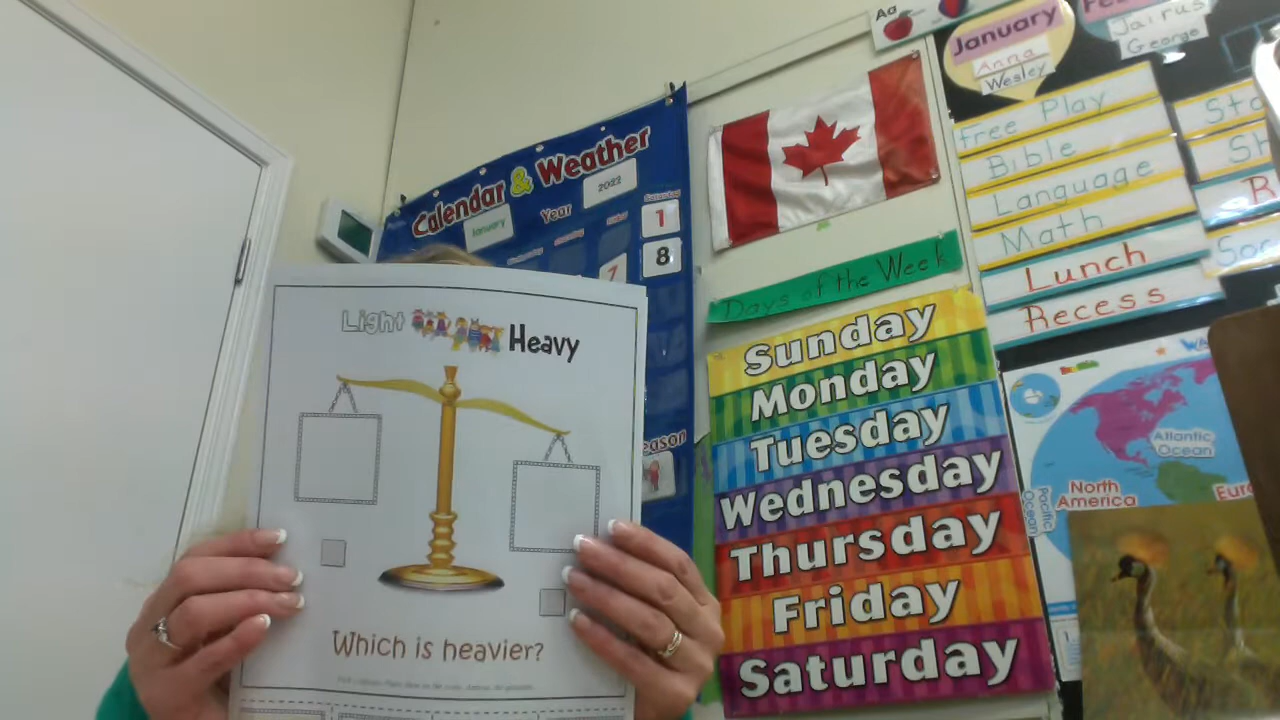 Light Heavy
Which is heavier?
Calendar & Weather
January
Year
2022
Saturday
1
7
8
eason
Aa
Days of the Week
Sunday
Monday
Tuesday
Wednesday
Thursday
Friday
Saturday
January
Anna
Wesley
Jairus
George
Free Play
Bible
Language
Math
Lunch
Recess
Atlantic
Ocean
North
America
Pacific
Ocean